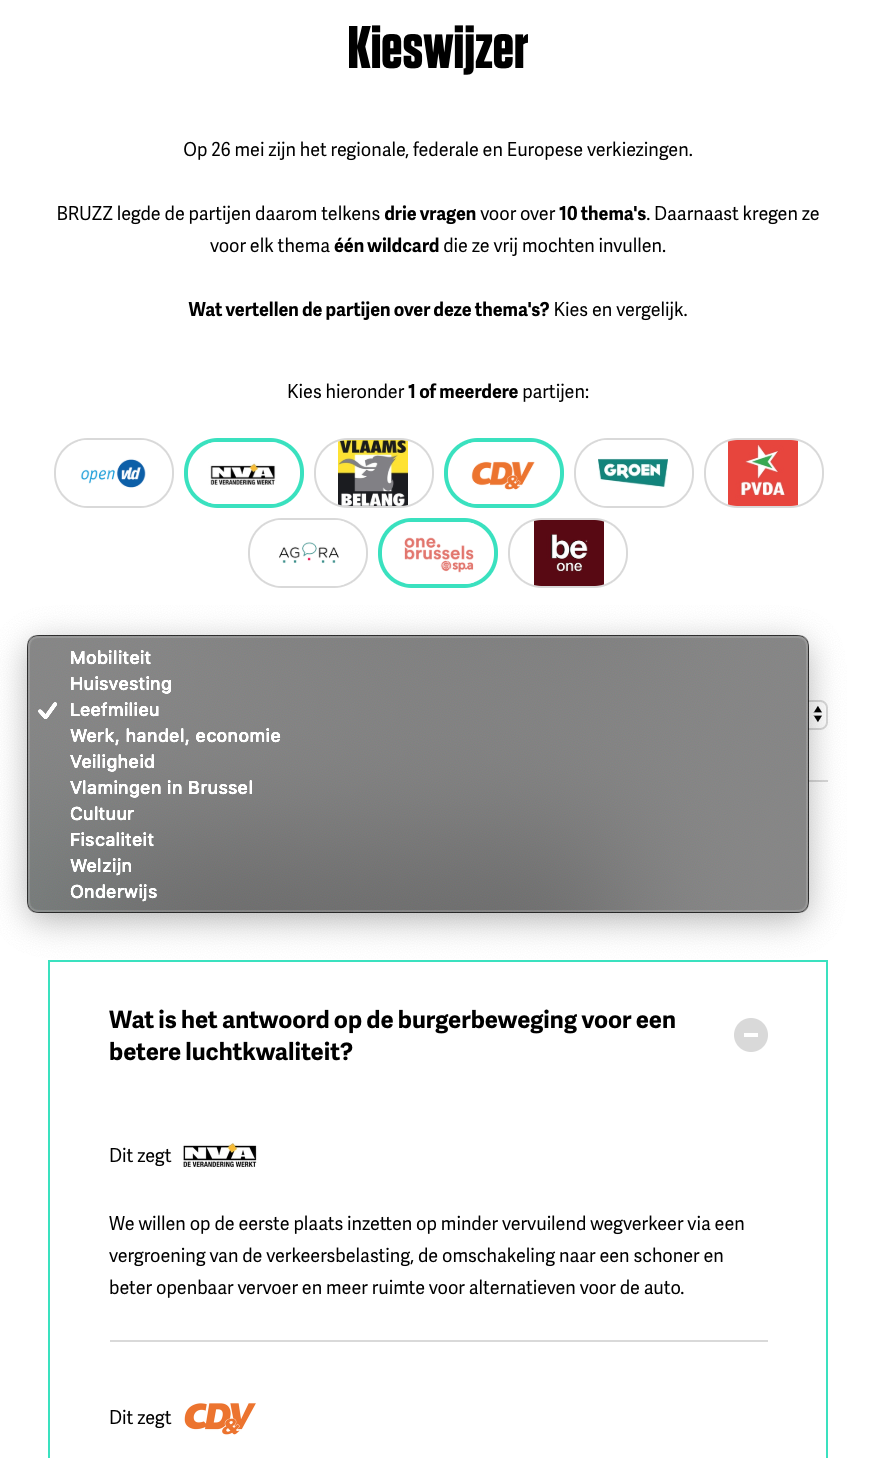 Kieswijzer
Op 26 mei zijn het regionale, federale en Europese verkiezingen.
BRUZZ legde de partijen daarom telkens drie vragen voor over 10 thema's. Daarnaast kregen ze
voor elk thema één wildcard die ze vrij mochten invullen.
Wat vertellen de partijen over deze thema's? Kies en vergelijk.
Kies hieronder 1 of meerdere partijen:
open vld
N-VA
DE VERANDERING WERKT
VLAAMS
BELANG
CD&V
GROEN
PVDA
AGORA
one.
brussels
sp.a
be
one
Mobiliteit
Huisvesting
Leefmilieu
Werk, handel, economie
Veiligheid
Vlamingen in Brussel
Cultuur
Fiscaliteit
Welzijn
Onderwijs
Wat is het antwoord op de burgerbeweging voor een
betere luchtkwaliteit?
Dit zegt N-VA
DE VERANDERING WERKT
We willen op de eerste plaats inzetten op minder vervuilend wegverkeer via een
vergroening van de verkeersbelasting, de omschakeling naar een schoner en
beter openbaar vervoer en meer ruimte voor alternatieven voor de auto.
Dit zegt CD&V